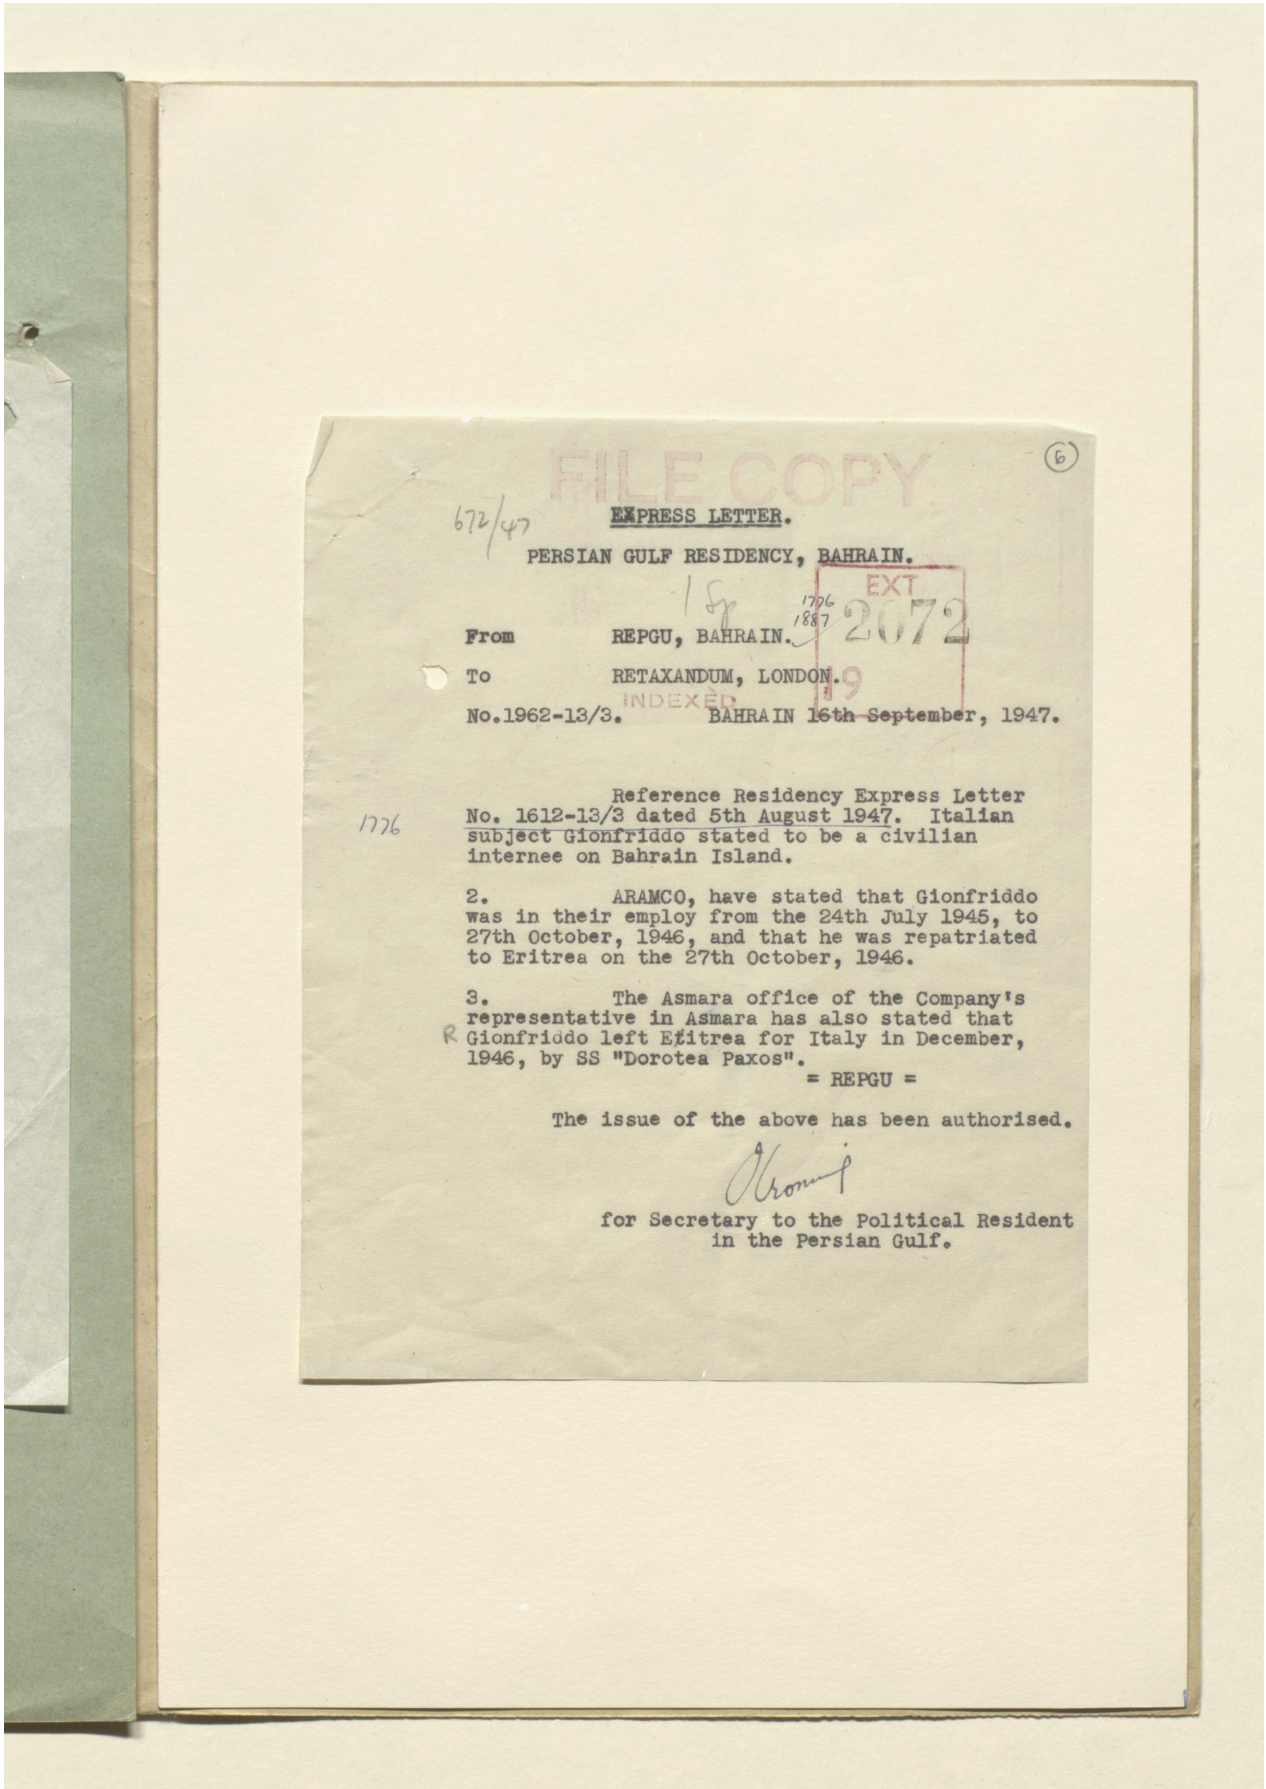 FILE COPY
6
672/47
EXPRESS LETTER.
PERSIAN GULF RESIDENCY, BAHRAIN.
EXT
1776
1887
2072
From REPGU, BAHRAIN.
To RETAXANDUM, LONDON.
19
INDEXED
No.1962-13/3. BAHRAIN 16th September, 1947.
Reference Residency Express Letter
1776
No. 1612-13/3 dated 5th August 1947. Italian
subject Gionfriddo stated to be a civilian
internee on Bahrain Island.
2. ARAMCO, have stated that Gionfriddo
was in their employ from the 24th July 1945, to
27th October, 1946, and that he was repatriated
to Eritrea on the 27th October, 1946.
3. The Asmara office of the Company's
representative in Asmara has also stated that
R Gionfriddo left Eritrea for Italy in December,
1946, by SS "Dorotea Paxos".
= REPGU =
The issue of the above has been authorised.
for Secretary to the Political Resident
in the Persian Gulf.